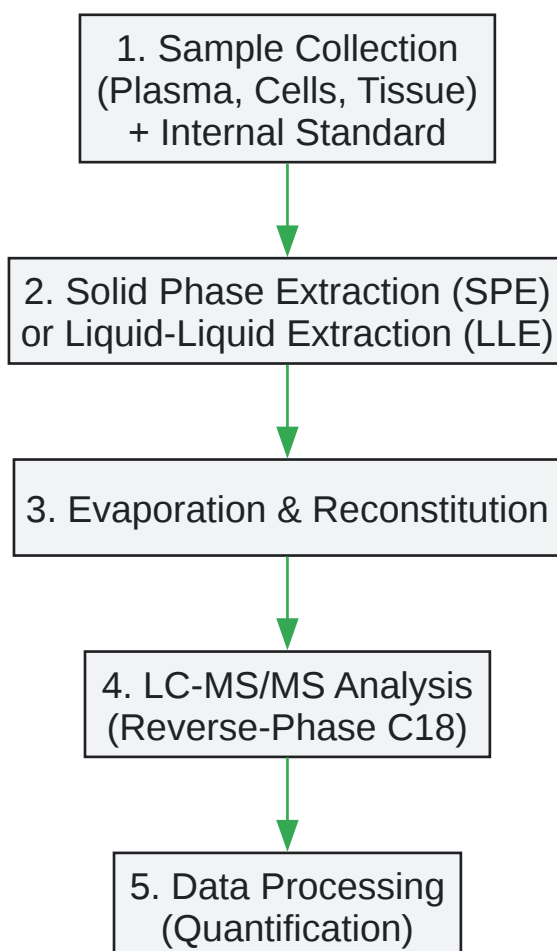 1. Sample Collection
(Plasma, Cells, Tissue)
+ Internal Standard
2. Solid Phase Extraction (SPE)
or Liquid-Liquid Extraction (LLE)
3. Evaporation & Reconstitution
4. LC-MS/MS Analysis
(Reverse-Phase C18)
5. Data Processing
(Quantification)